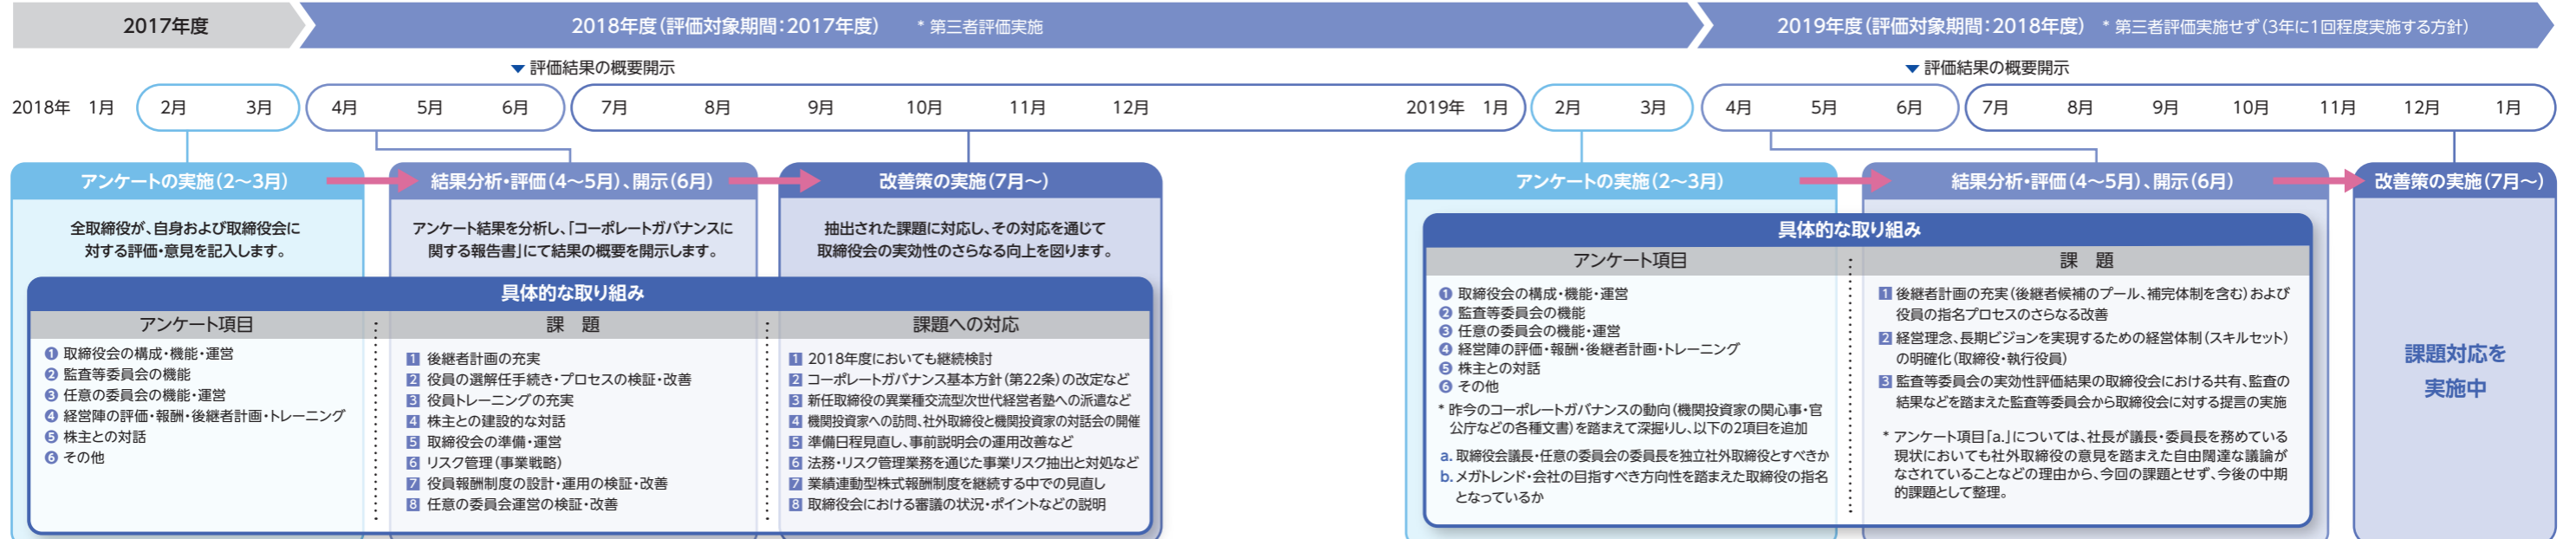 2017年度
2018年度(評価対象期間:2017年度) * 第三者評価実施
2019年度(評価対象期間:2018年度) * 第三者評価実施せず(3年に1回程度実施する方針)
▼評価結果の概要開示
▼評価結果の概要開示
2018年 1月 2月 3月 4月 5月 6月 7月 8月 9月 10月 11月 12月 2019年 1月 2月 3月 4月 5月 6月 7月 8月 9月 10月 11月 12月 1月
アンケートの実施(2〜3月)
全取締役が、自身および取締役会に
対する評価・意見を記入します。
結果分析・評価(4〜5月)、開示(6月)
アンケート結果を分析し、「コーポレートガバナンスに
関する報告書」にて結果の概要を開示します。
改善策の実施(7月〜)
抽出された課題に対応し、その対応を通じて
取締役会の実効性のさらなる向上を図ります。
具体的な取り組み
アンケート項目
❶ 取締役会の構成・機能・運営
❷ 監査等委員会の機能
❸ 任意の委員会の機能・運営
❹ 経営陣の評価・報酬・後継者計画・トレーニング
❺ 株主との対話
❻ その他
課 題
1 後継者計画の充実
2 役員の選解任手続き・プロセスの検証・改善
3 役員トレーニングの充実
4 株主との建設的な対話
5 取締役会の準備・運営
6 リスク管理(事業戦略)
7 役員報酬制度の設計・運用の検証・改善
8 任意の委員会運営の検証・改善
課題への対応
1 2018年度においても継続検討
2 コーポレートガバナンス基本方針(第22条)の改定など
3 新任取締役の異業種交流型次世代経営者塾への派遣など
4 機関投資家への訪問、社外取締役と機関投資家の対話会の開催
5 準備日程見直し、事前説明会の運用改善など
6 法務・リスク管理業務を通じた事業リスク抽出と対処など
7 業績連動型株式報酬制度を継続する中での見直し
8 取締役会における審議の状況・ポイントなどの説明
アンケートの実施(2〜3月)
結果分析・評価(4〜5月)、開示(6月)
改善策の実施(7月〜)
具体的な取り組み
アンケート項目
❶ 取締役会の構成・機能・運営
❷ 監査等委員会の機能
❸ 任意の委員会の機能・運営
❹ 経営陣の評価・報酬・後継者計画・トレーニング
❺ 株主との対話
❻ その他
* 昨今のコーポレートガバナンスの動向(機関投資家の関心事・官
公庁などの各種文書)を踏まえて深掘りし、以下の2項目を追加
a. 取締役会議長・任意の委員会の委員長を独立社外取締役とすべきか
b. メガトレンド・会社の目指すべき方向性を踏まえた取締役の指名
となっているか
課 題
1 後継者計画の充実(後継者候補のプール、補完体制を含む)および
役員の指名プロセスのさらなる改善
2 経営理念、長期ビジョンを実現するための経営体制(スキルセット)
の明確化(取締役・執行役員)
3 監査等委員会の実効性評価結果の取締役会における共有、監査の
結果などを踏まえた監査等委員会から取締役会に対する提言の実施
* アンケート項目「a.」については、社長が議長・委員長を務めている
現状においても社外取締役の意見を踏まえた自由闊達な議論が
なされていることなどの理由から、今回の課題とせず、今後の中期
的課題として整理。
課題対応を
実施中